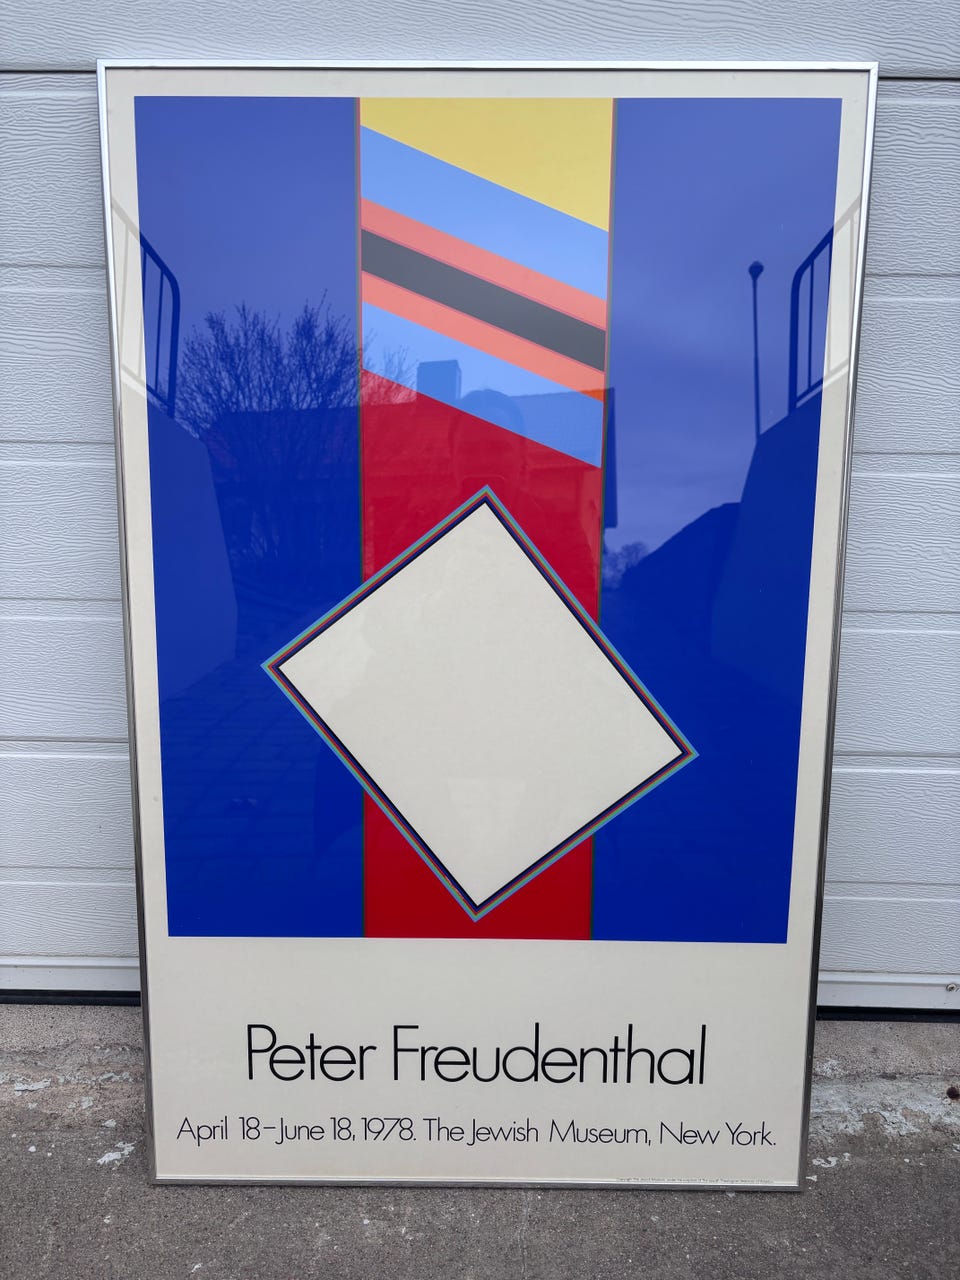 Peter Freudenthal
April 18–June 18, 1978. The Jewish Museum, New York.